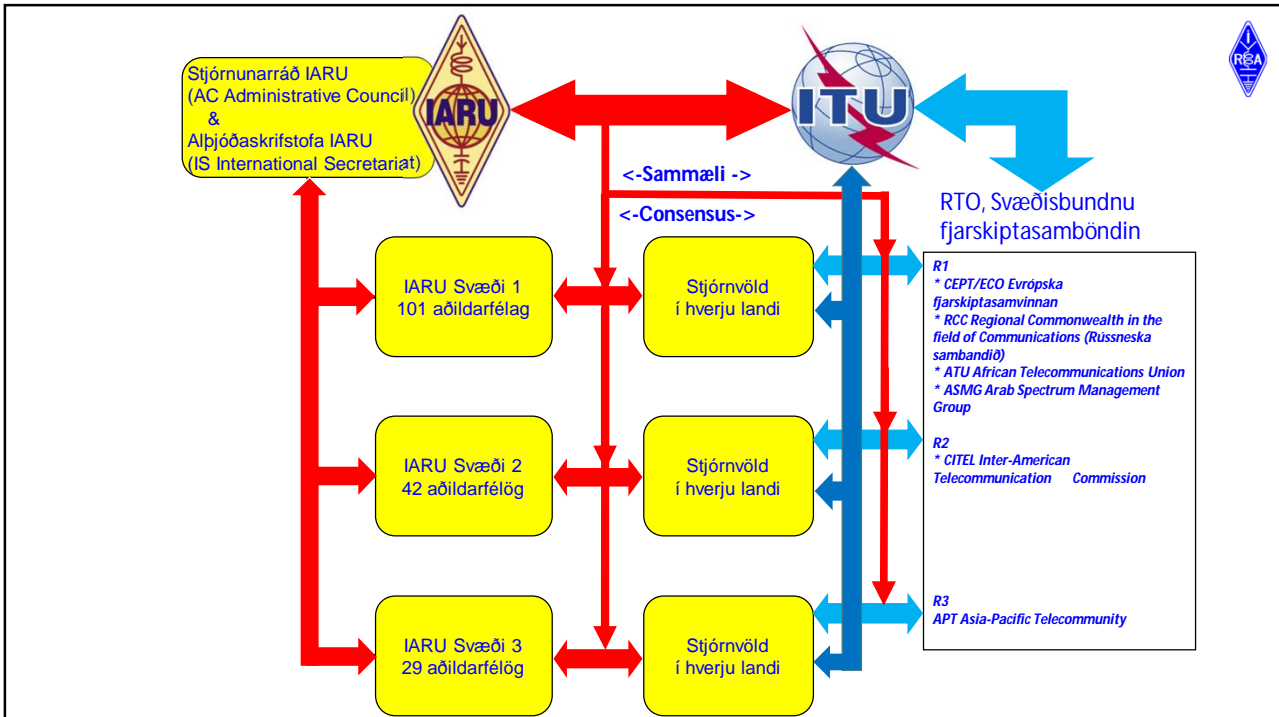 Stjórnunarráð IARU
(AC Administrative Council)
&
Alþjóðaskrifstofa IARU
(IS International Secretariat)
IARU
ITU
ÍRA
<-Sammæli ->
<-Consensus->
RTO, Svæðisbundnu
fjarskiptasamböndin
IARU Svæði 1
101 aðildarfélag
Stjórnvöld
í hverju landi
R1
* CEPT/ECO Evrópska
fjarskiptasamvinnan
* RCC Regional Commonwealth in the
field of Communications (Rússneska
sambandið)
* ATU African Telecommunications Union
* ASMG Arab Spectrum Management
Group
IARU Svæði 2
42 aðildarfélög
Stjórnvöld
í hverju landi
R2
* CITEL Inter-American
Telecommunication Commission
IARU Svæði 3
29 aðildarfélög
Stjórnvöld
í hverju landi
R3
APT Asia-Pacific Telecommunity